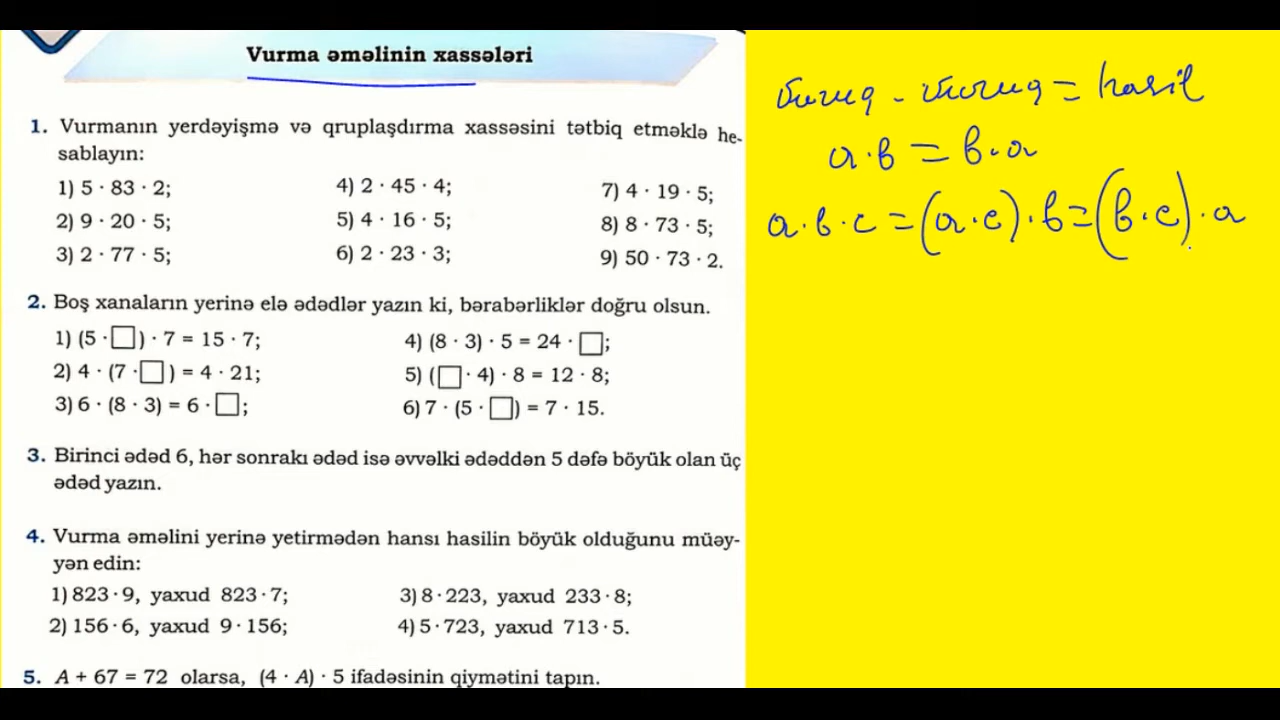 Vurma əməlinin xassələri
1. Vurmanın yerdəyişmə və qruplaşdırma xassəsini tətbiq etməklə he-
sablayın:
1) 5 · 83 · 2;
2) 9 · 20 · 5;
3) 2 · 77 · 5;
4) 2 · 45 · 4;
5) 4 · 16 · 5;
6) 2 · 23 · 3;
7) 4 · 19 · 5;
8) 8 · 73 · 5;
9) 50 · 73 · 2.
2. Boş xanaların yerinə elə ədədlər yazın ki, bərabərliklər doğru olsun.
1) (5 · □) · 7 = 15 · 7;
2) 4 · (7 · □) = 4 · 21;
3) 6 · (8 · 3) = 6 · □;
4) (8 · 3) · 5 = 24 · □;
5) (□ · 4) · 8 = 12 · 8;
6) 7 · (5 · □) = 7 · 15.
3. Birinci ədəd 6, hər sonrakı ədəd isə əvvəlki ədəddən 5 dəfə böyük olan üç
ədəd yazın.
4. Vurma əməlini yerinə yetirmədən hansı hasilin böyük olduğunu müəy-
yən edin:
1) 823 · 9, yaxud 823 · 7;
2) 156 · 6, yaxud 9 · 156;
3) 8 · 223, yaxud 233 · 8;
4) 5 · 723, yaxud 713 · 5.
5. A + 67 = 72 olarsa, (4 · A) · 5 ifadəsinin qiymətini tapın.
vuruq · vuruq = hasil
a · b = b · a
a · b · c = (a · c) · b = (b · c) · a